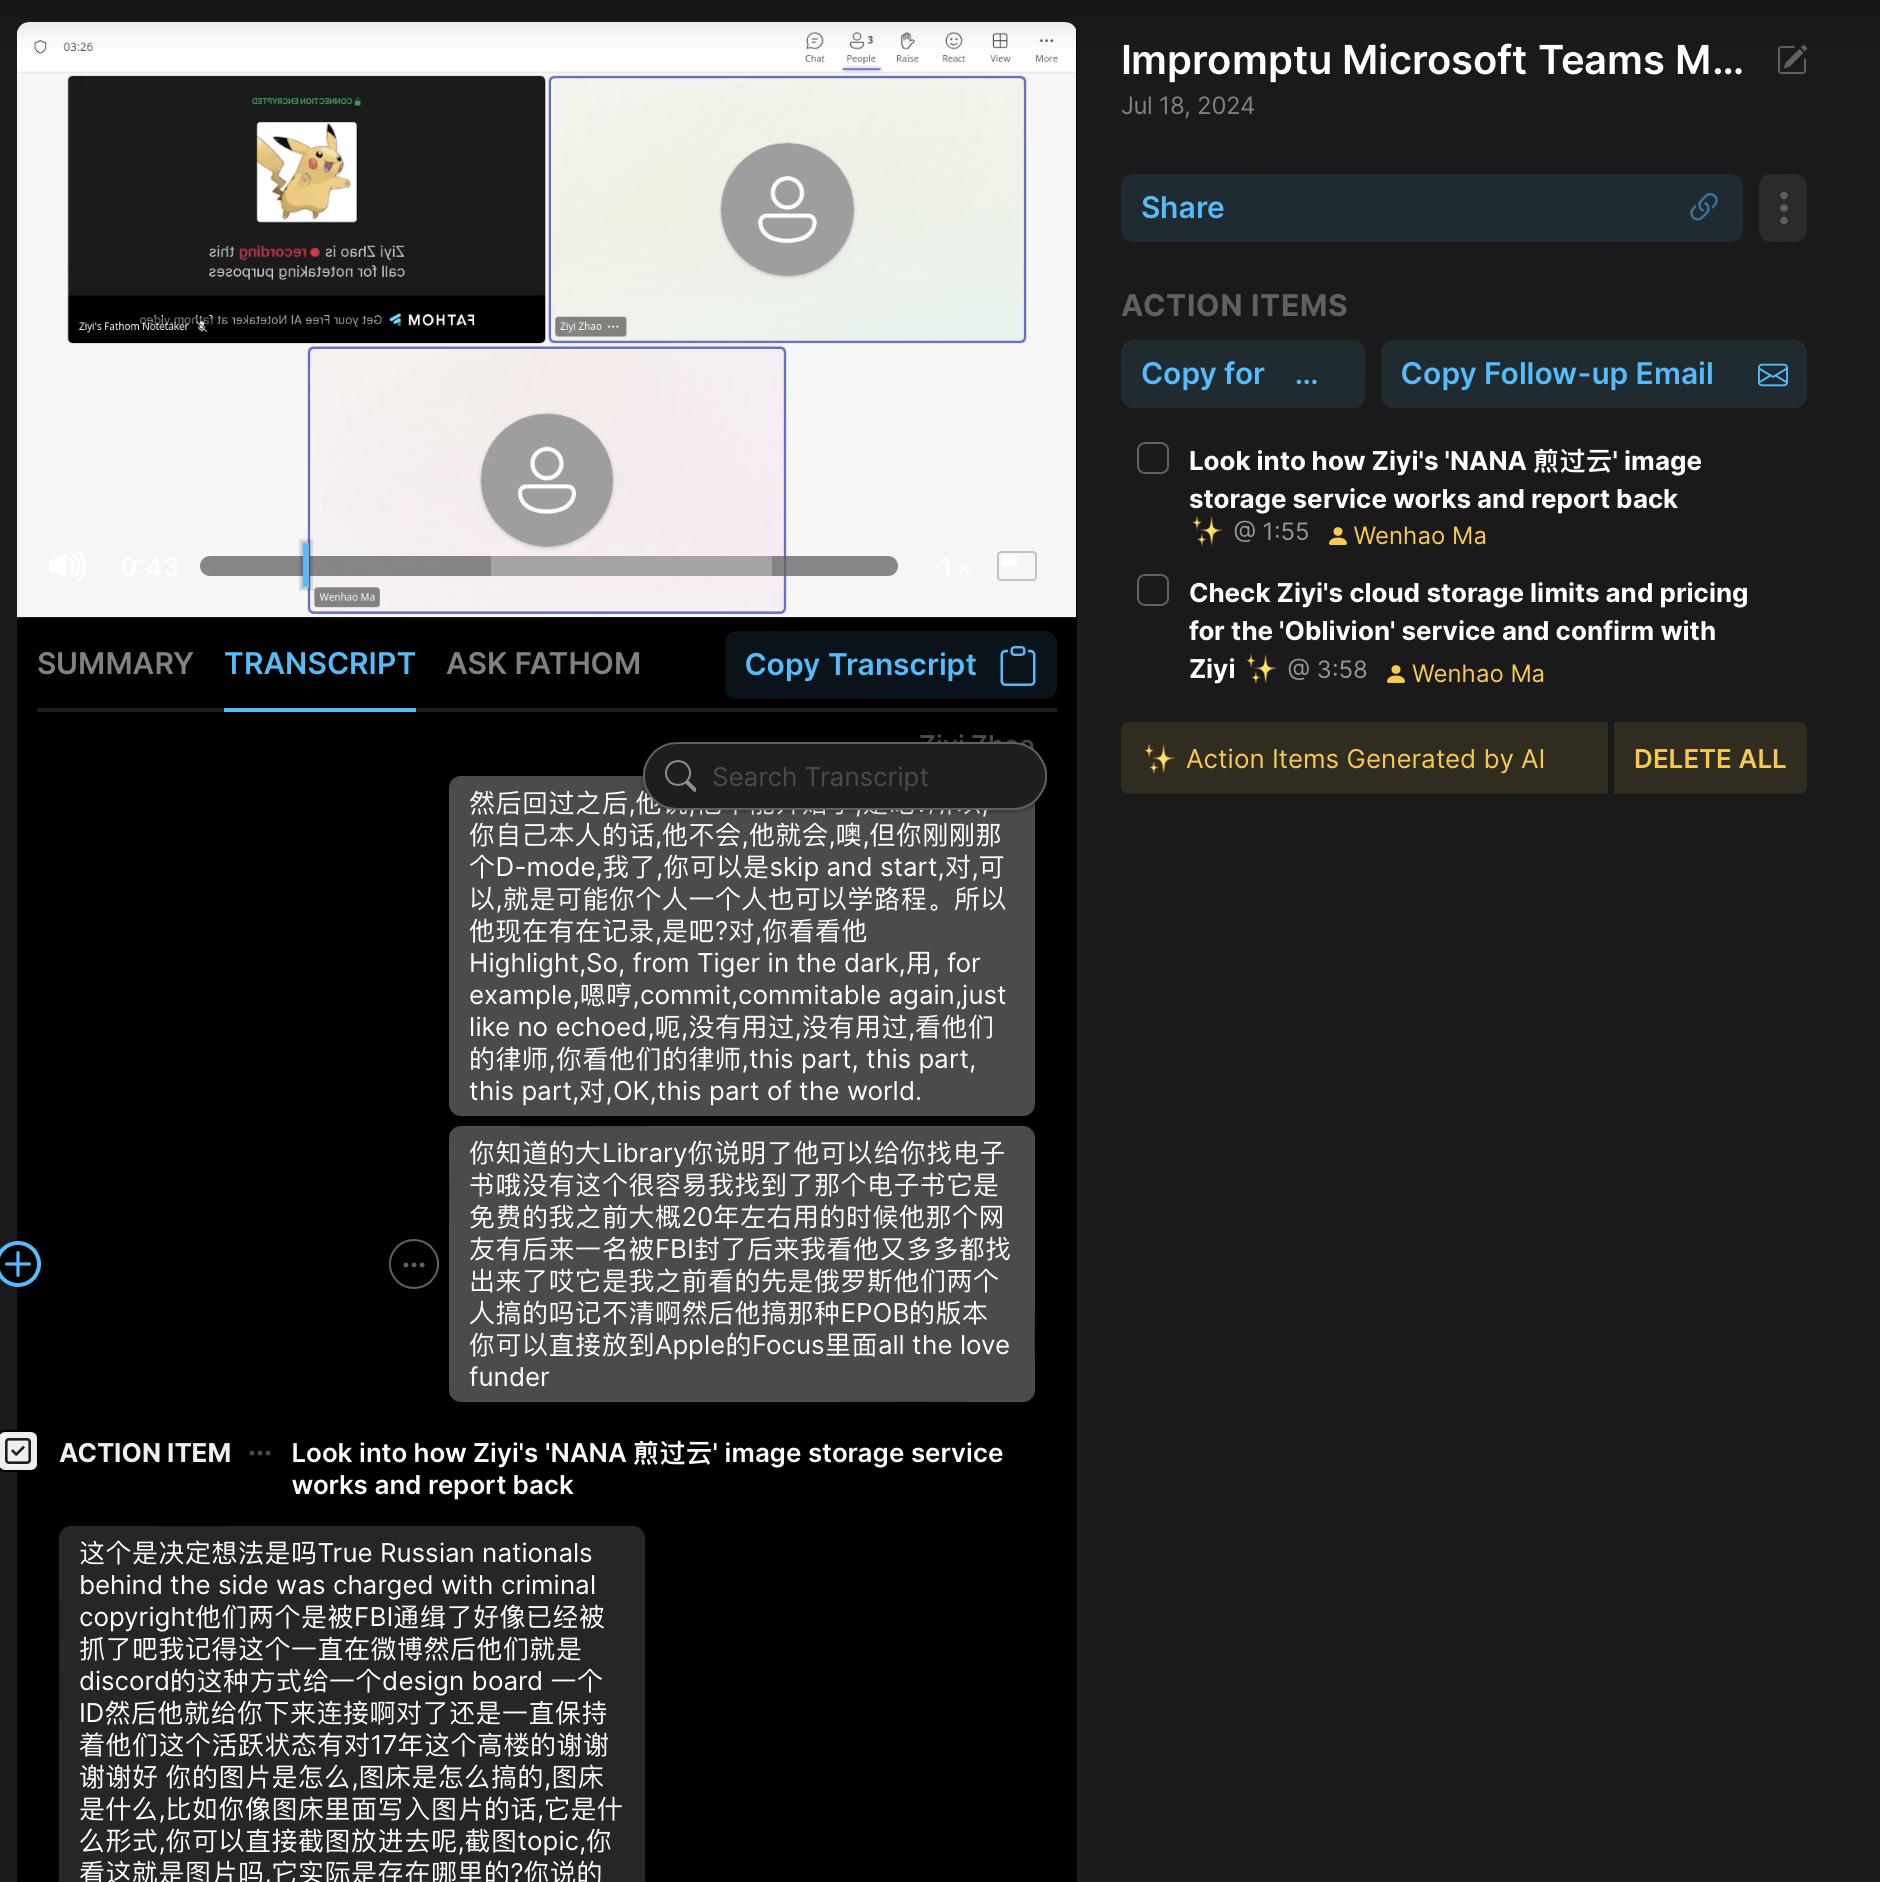 03:26
Chat
People
3
Raise
React
View
More
CONNECTION ENCRYPTED
Ziyi Zhao is recording this
call for notetaking purposes
FATHOM Get your Free AI Notetaker at fathom.video
Ziyi's Fathom Notetaker
Ziyi Zhao
Wenhao Ma
0:43
1×
SUMMARY
TRANSCRIPT
ASK FATHOM
Copy Transcript
Ziyi Zhao
Search Transcript
然后回过之后,他
你自己本人的话,他不会,他就会,噢,但你刚刚那
个D-mode,我了,你可以是skip and start,对,可
以,就是可能你个人一个人也可以学路程。所以
他现在有在记录,是吧?对,你看看他
Highlight,So, from Tiger in the dark,用, for
example,嗯哼,commit,commitable again,just
like no echoed,呃,没有用过,没有用过,看他们
的律师,你看他们的律师,this part, this part,
this part,对,OK,this part of the world.
你知道的大Library你说明了他可以给你找电子
书哦没有这个很容易我找到了那个电子书它是
免费的我之前大概20年左右用的时候他那个网
友有后来一名被FBI封了后来我看他又多多都找
出来了哎它是我之前看的先是俄罗斯他们两个
人搞的吗记不清啊然后他搞那种EPOB的版本
你可以直接放到Apple的Focus里面all the love
funder
ACTION ITEM
Look into how Ziyi's 'NANA 煎过云' image storage service
works and report back
这个是决定想法是吗True Russian nationals
behind the side was charged with criminal
copyright他们两个是被FBI通缉了好像已经被
抓了吧我记得这个一直在微博然后他们就是
discord的这种方式给一个design board 一个
ID然后他就给你下来连接啊对了还是一直保持
着他们这个活跃状态有对17年这个高楼的谢谢
谢谢好 你的图片是怎么,图床是怎么搞的,图床
是什么,比如你像图床里面写入图片的话,它是什
么形式,你可以直接截图放进去呢,截图topic,你
看这就是图片吗,它实际是存在哪里的?你说的
Impromptu Microsoft Teams M...
Jul 18, 2024
Share
ACTION ITEMS
Copy for ...
Copy Follow-up Email
Look into how Ziyi's 'NANA 煎过云' image
storage service works and report back
@ 1:55 Wenhao Ma
Check Ziyi's cloud storage limits and pricing
for the 'Oblivion' service and confirm with
Ziyi @ 3:58 Wenhao Ma
Action Items Generated by AI
DELETE ALL